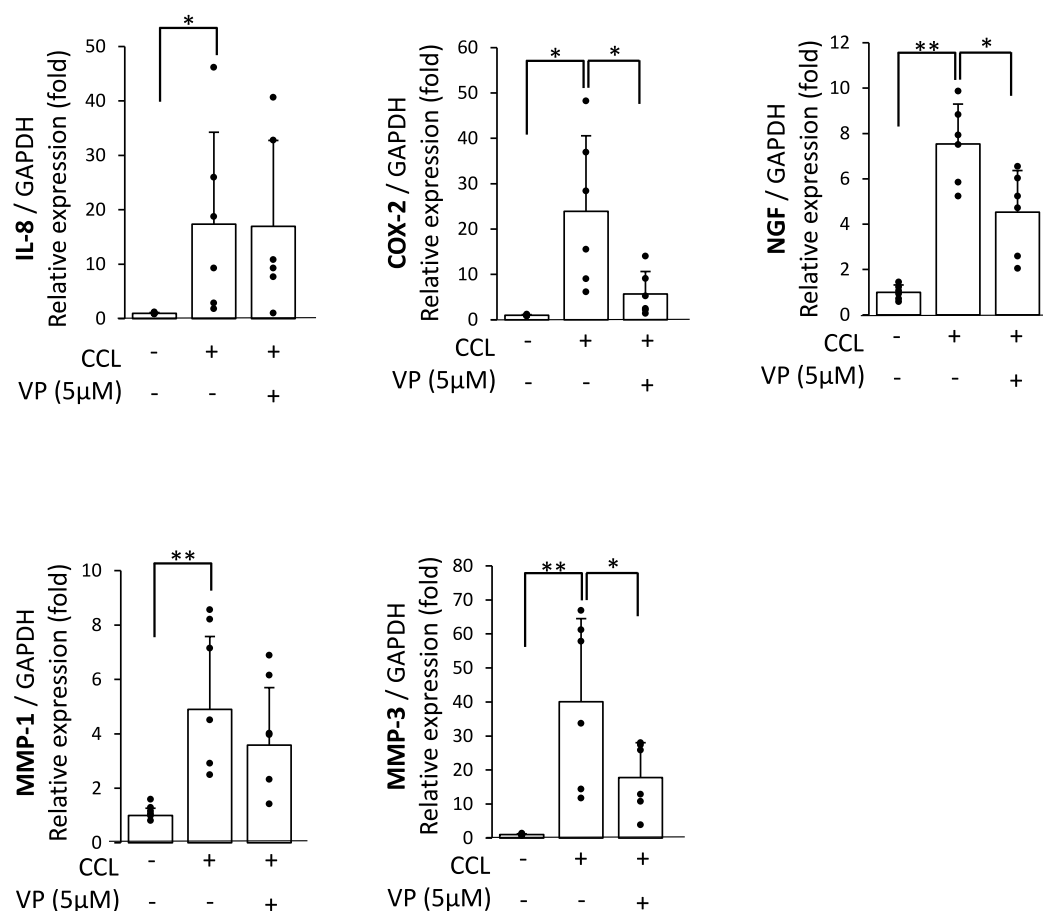 IL-8 / GAPDH
Relative expression (fold)
50
40
30
20
10
0
*
CCL - + +
VP (5μM) - - +
COX-2 / GAPDH
Relative expression (fold)
60
50
40
30
20
10
0
* *
CCL - + +
VP (5μM) - - +
NGF / GAPDH
Relative expression (fold)
12
10
8
6
4
2
0
** *
CCL - + +
VP (5μM) - - +
MMP-1 / GAPDH
Relative expression (fold)
10
8
6
4
2
0
**
CCL - + +
VP (5μM) - - +
MMP-3 / GAPDH
Relative expression (fold)
80
70
60
50
40
30
20
10
0
** *
CCL - + +
VP (5μM) - - +